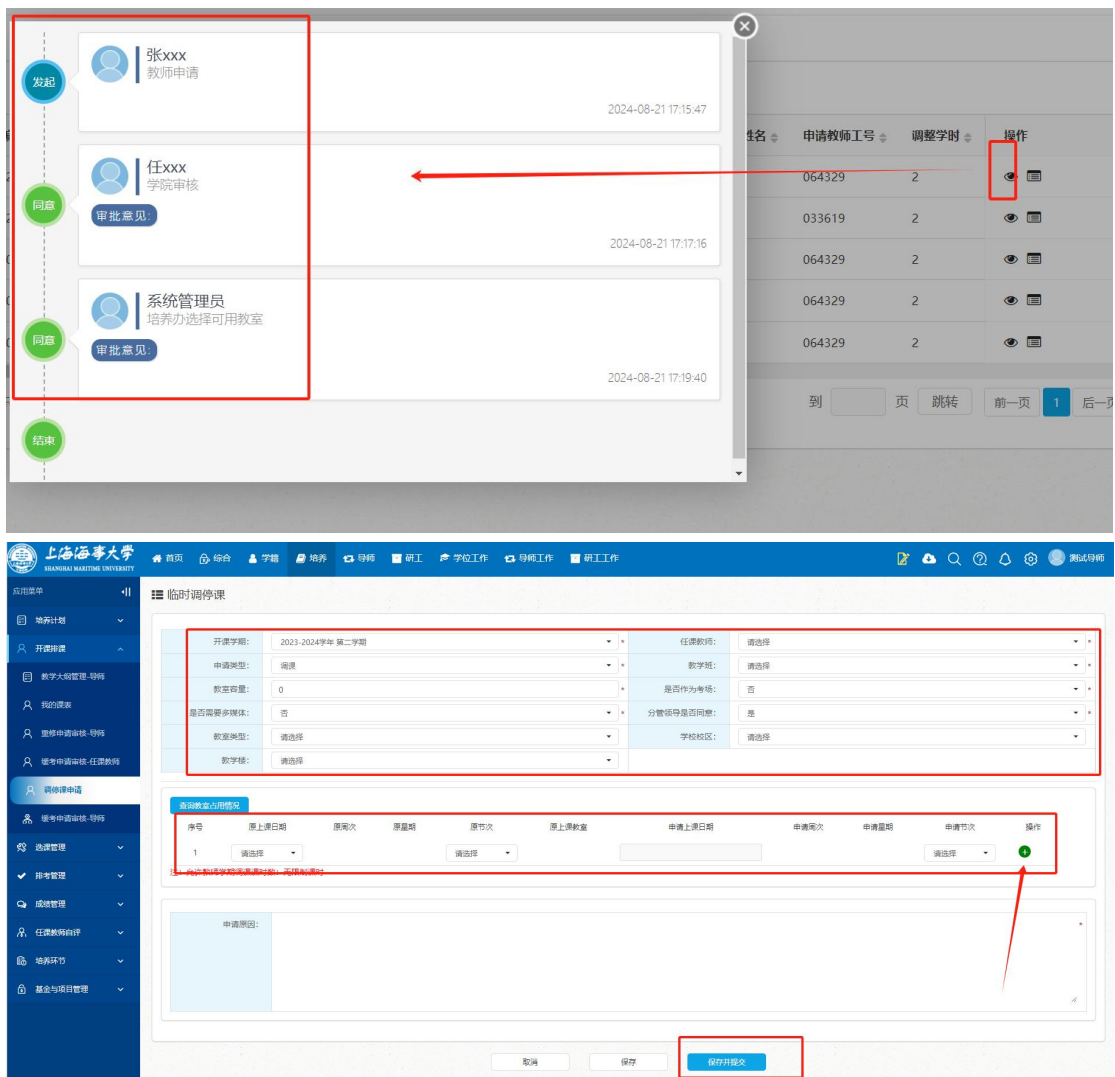 张xxx
教师申请
发起
2024-08-21 17:15:47
姓名 申请教师工号 调整学时 操作
任xxx
学院审核
064329 2
同意
审批意见:
033619 2
2024-08-21 17:17:16
064329 2
系统管理员
培养办选择可用教室
064329 2
同意
审批意见:
064329 2
2024-08-21 17:19:40
到 页 跳转 前一页 1 后一页
结束
上海海事大学
SHANGHAI MARITIME UNIVERSITY
首页 综合 学籍 培养 导师 研工 学位工作 导师工作 研工工作 测试导师
应用菜单
临时调停课
培养计划
开课排课
教学大纲管理-导师
我的课表
重修申请审核-导师
缓考申请审核-任课教师
调停课申请
缓考申请审核-导师
选课管理
排考管理
成绩管理
任课教师自评
培养环节
基金与项目管理
开课学期: 2023-2024学年 第二学期 * 任课教师: 请选择 *
申请类型: 调课 * 教学班: 请选择 *
教室容量: 0 * 是否作为考场: 否 *
是否需要多媒体: 否 * 分管领导是否同意: 是 *
教室类型: 请选择 学校校区: 请选择
教学楼: 请选择
查询教室占用情况
序号 原上课日期 原周次 原星期 原节次 原上课教室 申请上课日期 申请周次 申请星期 申请节次 操作
1 请选择 请选择 请选择
注：允许教师学期调课课时数：无限制课时
申请原因: *
取消 保存 保存并提交